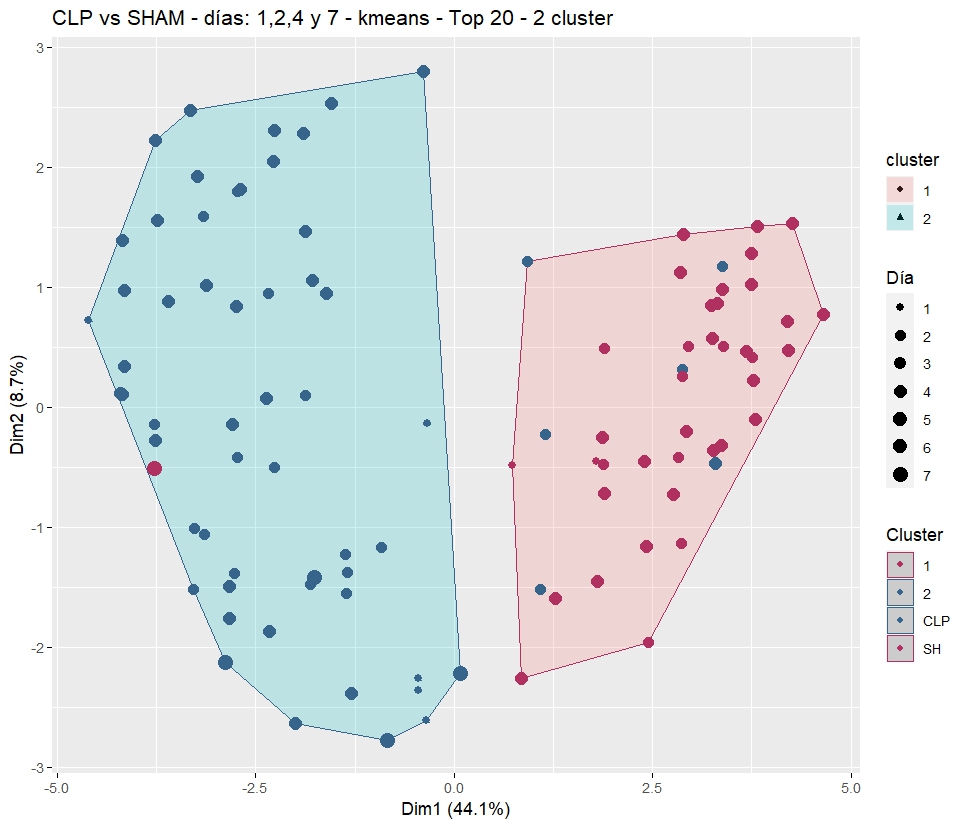 CLP vs SHAM - días: 1,2,4 y 7 - kmeans - Top 20 - 2 cluster
3
2
1
0
-1
-2
-3
Dim2 (8.7%)
-5.0
-2.5
0.0
2.5
5.0
Dim1 (44.1%)
cluster
1
2
Día
1
2
3
4
5
6
7
Cluster
1
2
CLP
SH